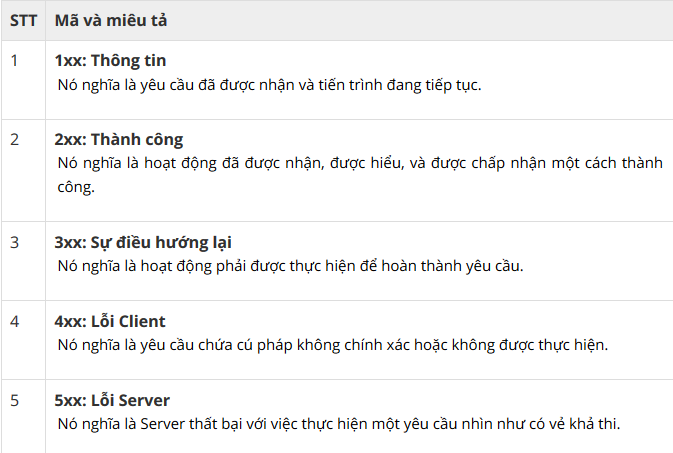 STT Mã và miêu tả
1 1xx: Thông tin
Nó nghĩa là yêu cầu đã được nhận và tiến trình đang tiếp tục.
2 2xx: Thành công
Nó nghĩa là hoạt động đã được nhận, được hiểu, và được chấp nhận một cách thành
công.
3 3xx: Sự điều hướng lại
Nó nghĩa là hoạt động phải được thực hiện để hoàn thành yêu cầu.
4 4xx: Lỗi Client
Nó nghĩa là yêu cầu chứa cú pháp không chính xác hoặc không được thực hiện.
5 5xx: Lỗi Server
Nó nghĩa là Server thất bại với việc thực hiện một yêu cầu nhìn như có vẻ khả thi.